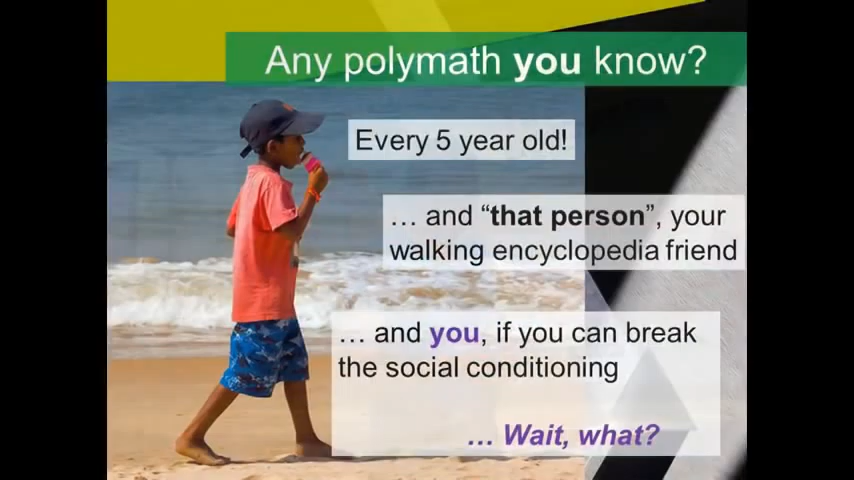 Any polymath you know?
Every 5 year old!
… and “that person”, your
walking encyclopedia friend
… and you, if you can break
the social conditioning
… Wait, what?